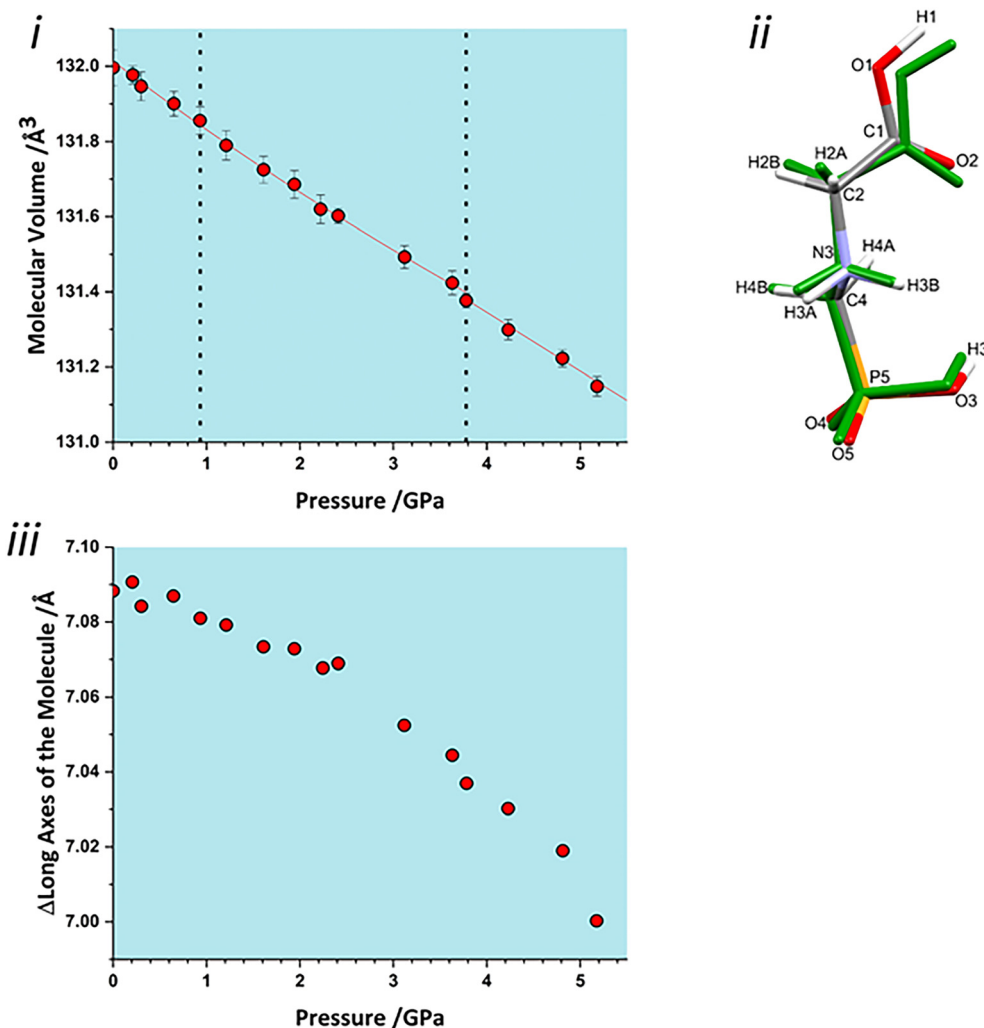 i
132.0
131.8
131.6
131.4
131.2
131.0
Molecular Volume /Å³
0 1 2 3 4 5
Pressure /GPa
ii
H1
O1
C1
H2A
H2B
O2
C2
N3
H4A
H4B
H3B
H3A
C4
H3
P5
O3
O4
O5
iii
7.10
7.08
7.06
7.04
7.02
7.00
ΔLong Axes of the Molecule /Å
0 1 2 3 4 5
Pressure /GPa